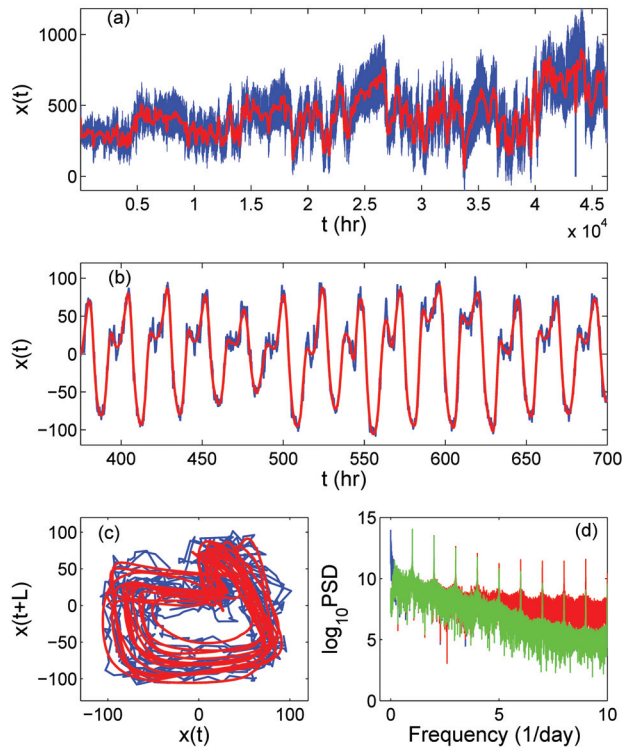 (a)
1000
500
0
x(t)
0.5 1 1.5 2 2.5 3 3.5 4 4.5
t (hr)
x 10⁴
(b)
100
50
0
−50
−100
x(t)
400 450 500 550 600 650 700
t (hr)
(c)
100
50
0
−50
−100
x(t+L)
−100 0 100
x(t)
(d)
15
10
5
0
log₁₀PSD
0 5 10
Frequency (1/day)